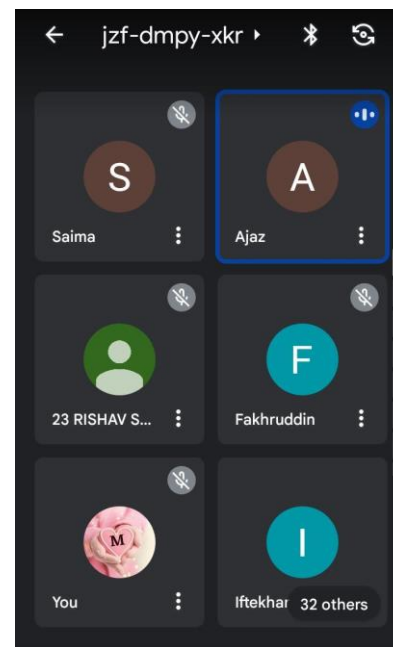 jzf-dmpy-xkr
S
A
Saima
Ajaz
F
23 RISHAV S...
Fakhruddin
M
I
You
Iftekhar
32 others